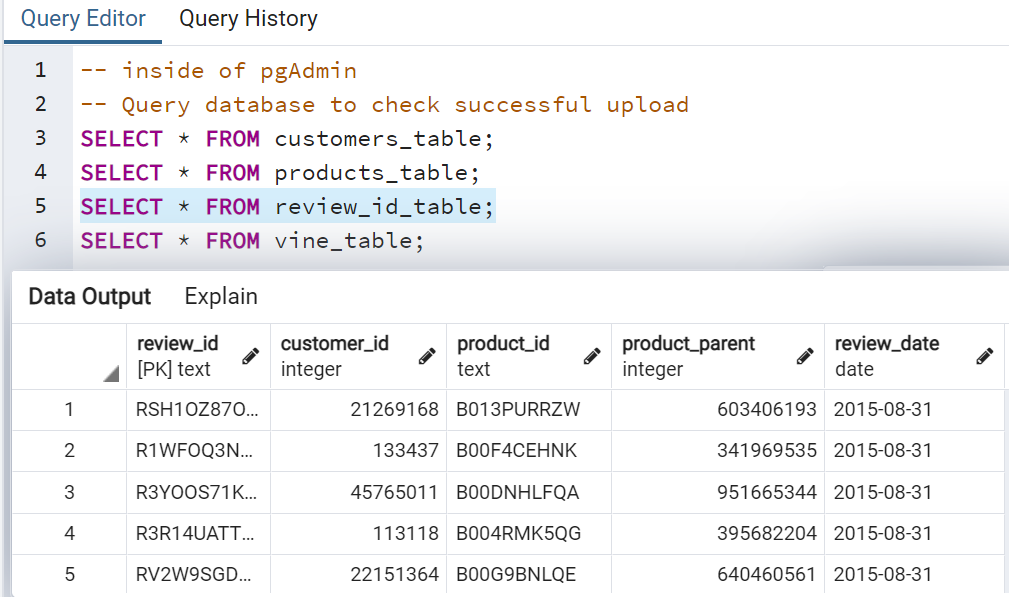 Query Editor Query History
1 -- inside of pgAdmin
2 -- Query database to check successful upload
3 SELECT * FROM customers_table;
4 SELECT * FROM products_table;
5 SELECT * FROM review_id_table;
6 SELECT * FROM vine_table;
Data Output Explain
review_id customer_id product_id product_parent review_date
[PK] text integer text integer date
1 RSH1OZ87O... 21269168 B013PURRZW 603406193 2015-08-31
2 R1WFOQ3N... 133437 B00F4CEHNK 341969535 2015-08-31
3 R3YOOS71K... 45765011 B00DNHLFQA 951665344 2015-08-31
4 R3R14UATT... 113118 B004RMK5QG 395682204 2015-08-31
5 RV2W9SGD... 22151364 B00G9BNLQE 640460561 2015-08-31